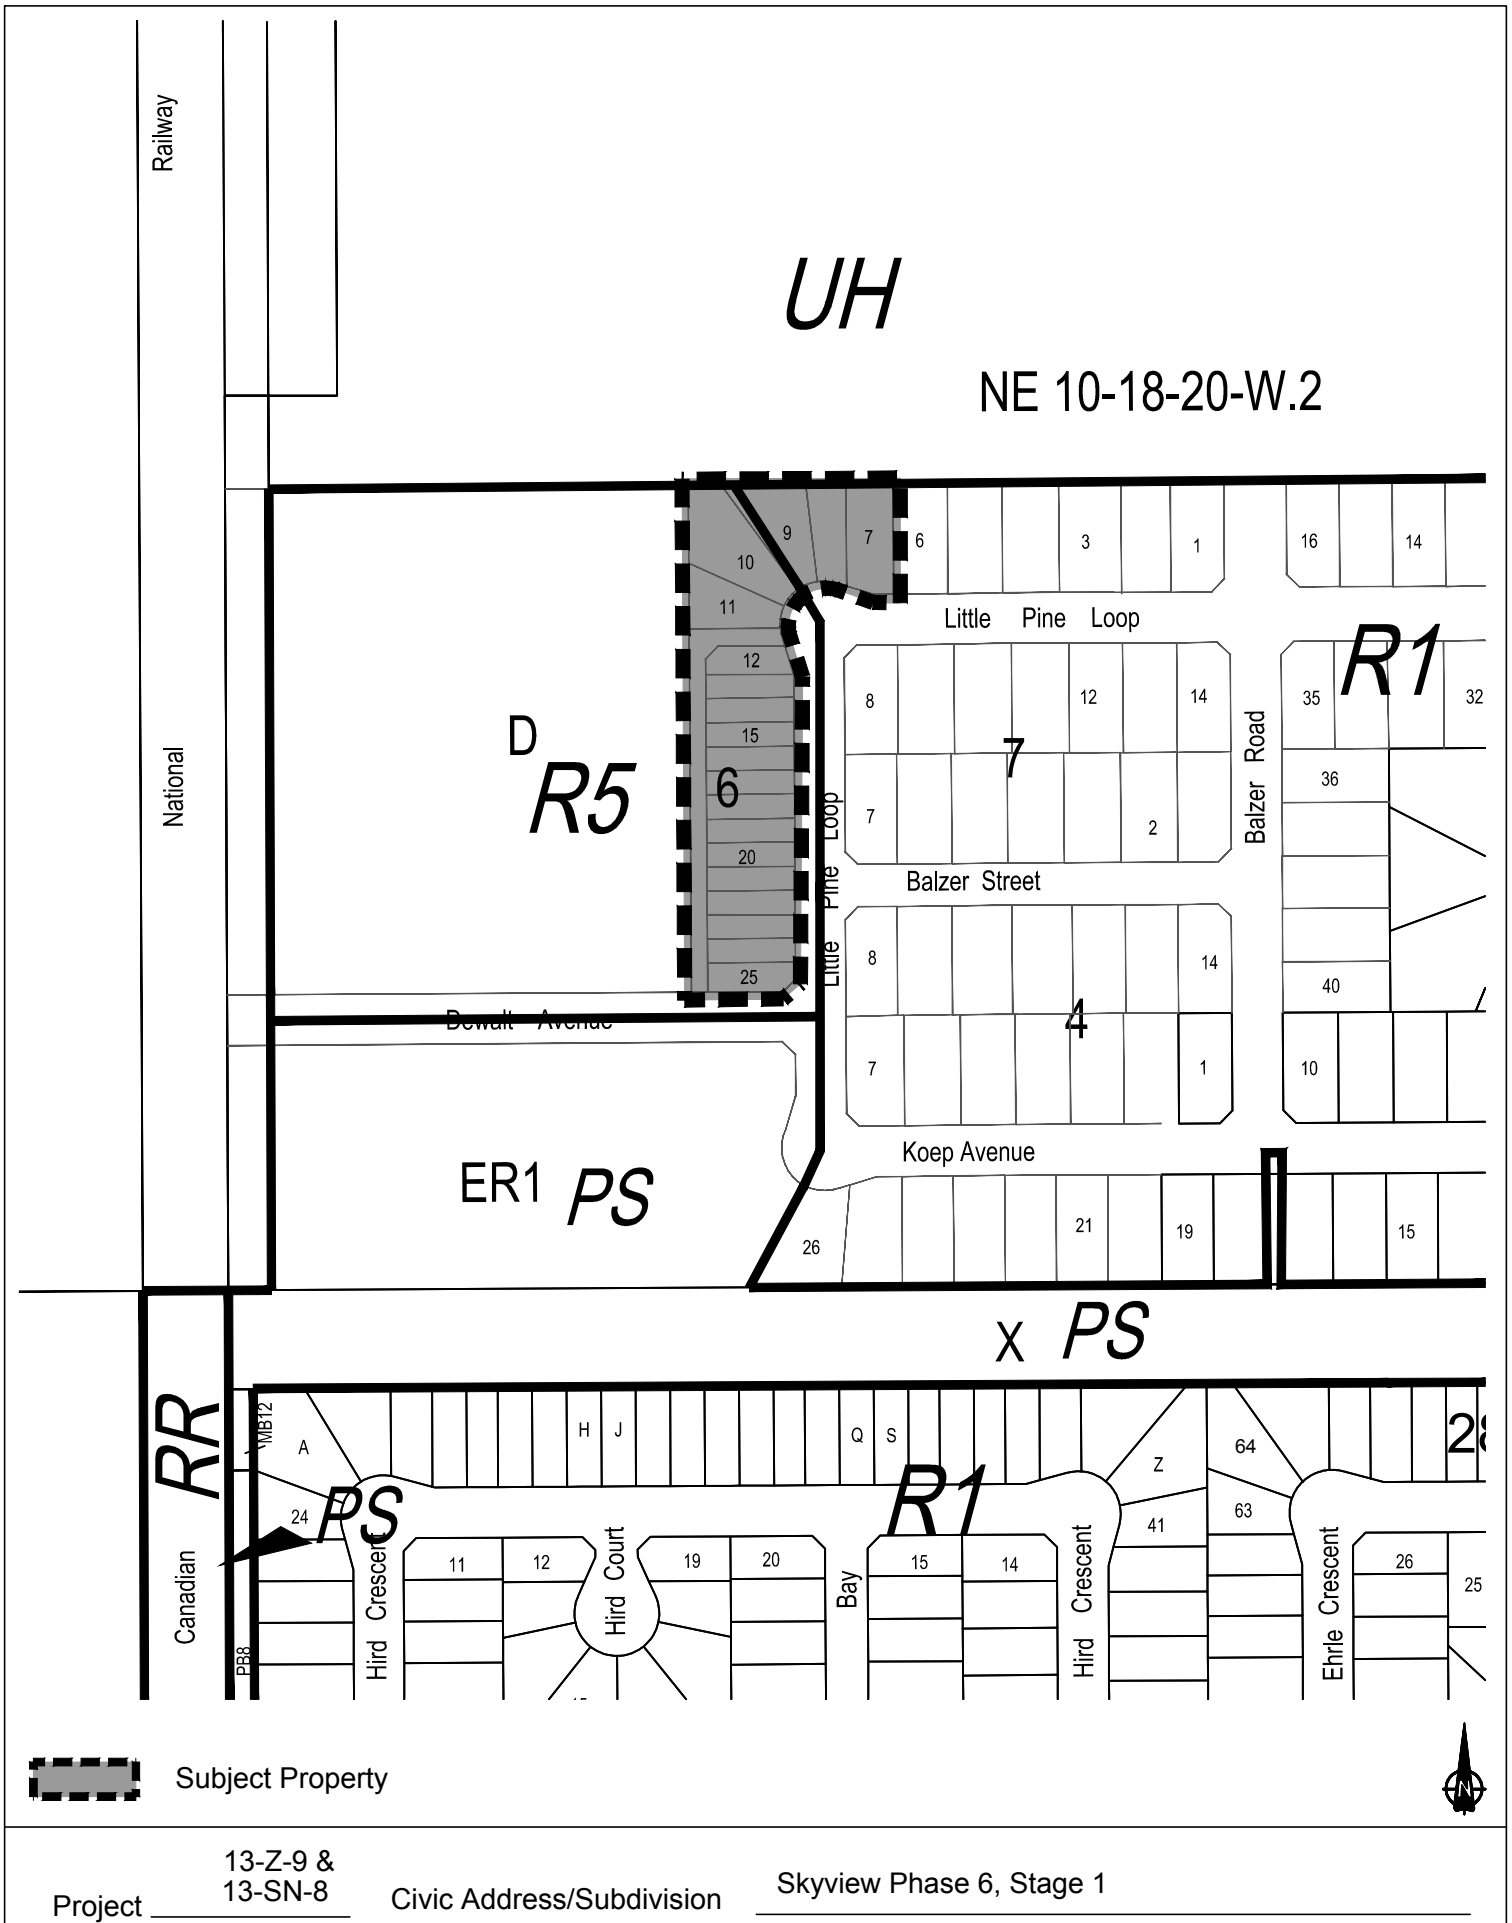 Railway
UH
NE 10-18-20-W.2
9
7
6
3
1
16
14
10
11
Little Pine Loop
R1
12
8
12
14
35
32
D
15
7
Balzer Road
National
R5
6
36
Little Pine Loop
7
2
20
Balzer Street
8
14
25
40
Dewalt Avenue
4
7
1
10
Koep Avenue
ER1 PS
26
21
19
15
X PS
RR
MB12
A
H
J
Q
S
R1
Z
64
28
24
PS
41
63
Hird Crescent
11
12
Hird Court
19
20
Bay
15
14
Hird Crescent
Ehrle Crescent
26
25
Canadian
PB8
N
Subject Property
13-Z-9 &
Project 13-SN-8 Civic Address/Subdivision Skyview Phase 6, Stage 1